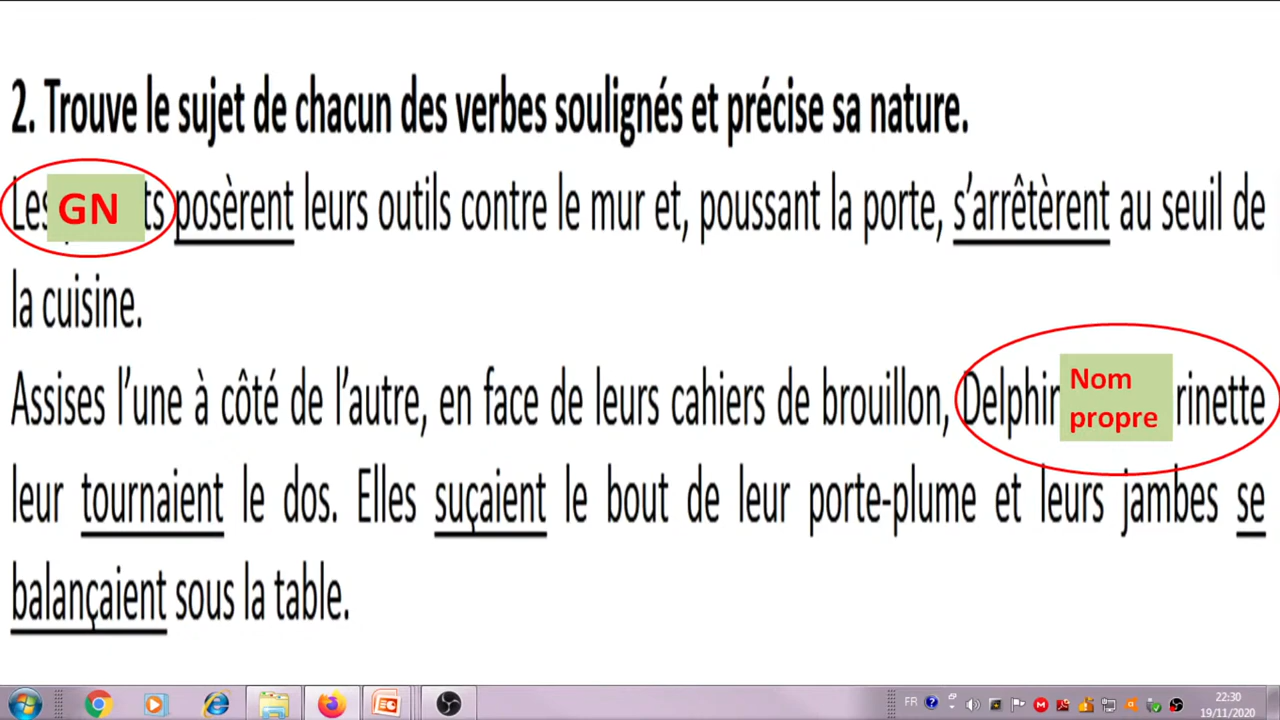 2. Trouve le sujet de chacun des verbes soulignés et précise sa nature.
Les GN posèrent leurs outils contre le mur et, poussant la porte, s'arrêtèrent au seuil de
la cuisine.
Assises l'une à côté de l'autre, en face de leurs cahiers de brouillon, Nom propre
leur tournaient le dos. Elles suçaient le bout de leur porte-plume et leurs jambes se
balançaient sous la table.
FR
22:30
19/11/2020